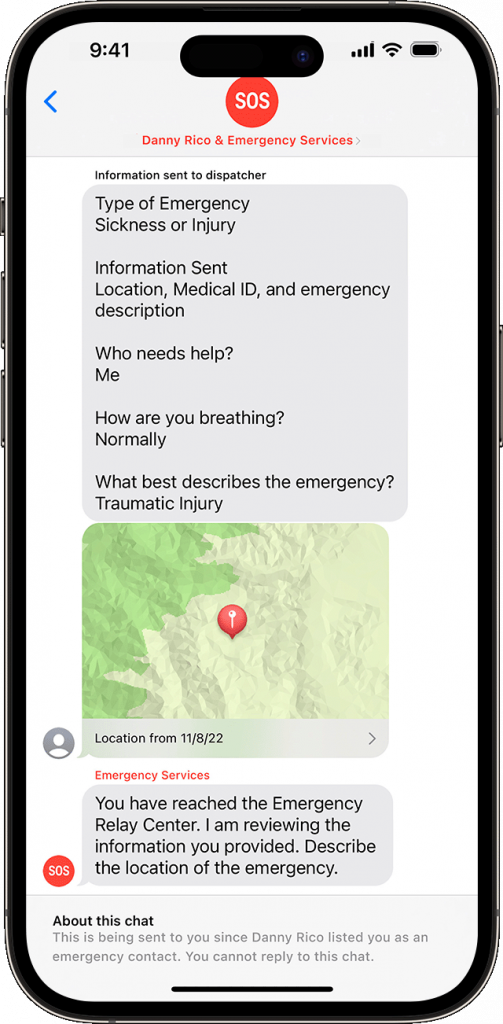 9:41
SOS
Danny Rico & Emergency Services
Information sent to dispatcher
Type of Emergency
Sickness or Injury
Information Sent
Location, Medical ID, and emergency
description
Who needs help?
Me
How are you breathing?
Normally
What best describes the emergency?
Traumatic Injury
Location from 11/8/22
Emergency Services
You have reached the Emergency
Relay Center. I am reviewing the
information you provided. Describe
the location of the emergency.
SOS
About this chat
This is being sent to you since Danny Rico listed you as an
emergency contact. You cannot reply to this chat.